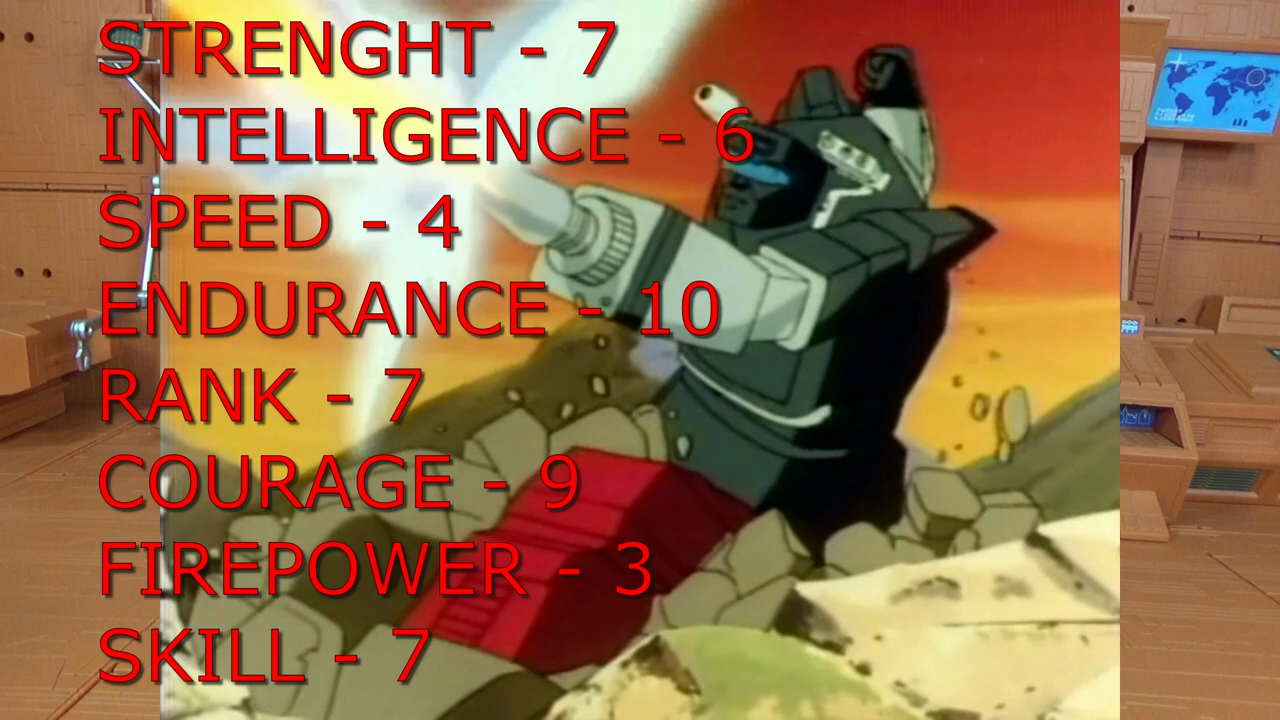 STRENGHT - 7
INTELLIGENCE - 6
SPEED - 4
ENDURANCE - 10
RANK - 7
COURAGE - 9
FIREPOWER - 3
SKILL - 7